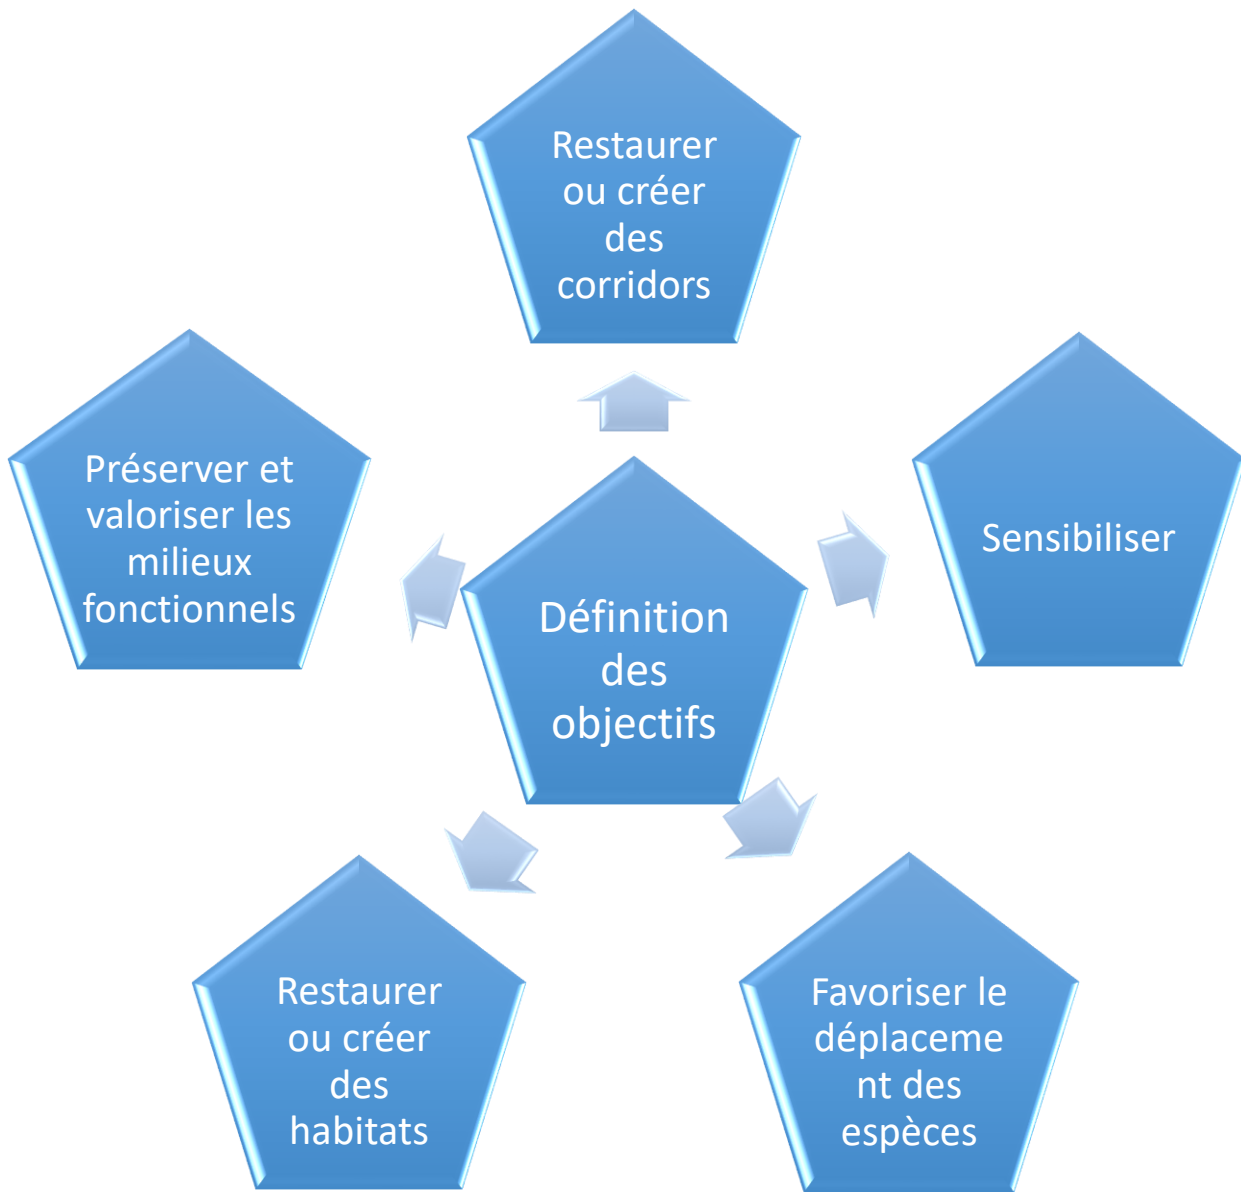 Restaurer
ou créer
des
corridors
Préserver et
valoriser les
milieux
fonctionnels
Sensibiliser
Définition
des
objectifs
Restaurer
ou créer
des
habitats
Favoriser le
déplaceme
nt des
espèces